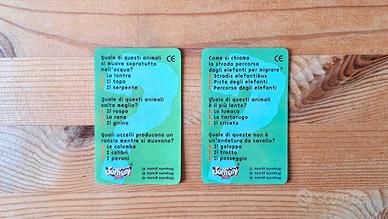 Quale di questi animali
si muove soprattutto
nell'acqua?
La lontra
Il topo
Il serpente
Quale di questi animali
salta meglio?
Il rospo
La rana
Il girino
Quali uccelli producono un
ronzio mentre si muovono?
Le colombe
I colibrì
I pavoni
CE
Come si chiama
la strada percorsa
dagli elefanti per migrare?
Strodis elefantibus
Pista degli elefanti
Percorso degli elefanti
Quale di questi animali
è il più lento?
La lumaca
La tartaruga
Il criceto
Quale di queste non è
un'andatura da cavallo?
Il galoppo
Il trotto
Il passeggio
CE